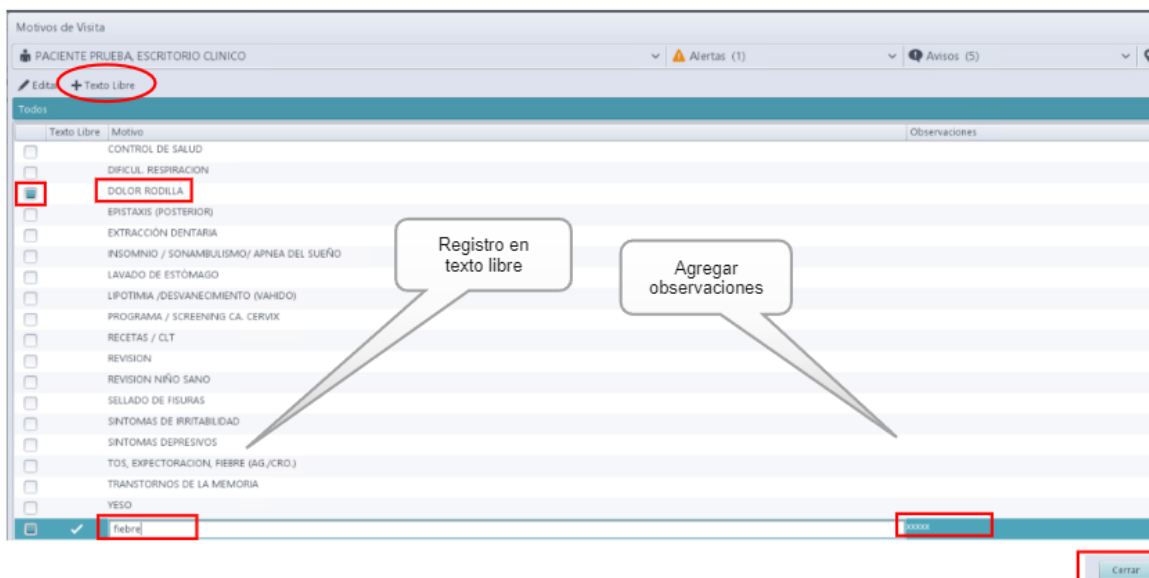 Motivos de Visita
PACIENTE PRUEBA, ESCRITORIO CLINICO
Alertas (1)
Avisos (5)
Editar
Texto Libre
Todos
Texto Libre Motivo Observaciones
CONTROL DE SALUD
DIFICUL. RESPIRACION
DOLOR RODILLA
EPISTAXIS (POSTERIOR)
EXTRACCIÓN DENTARIA
INSOMNIO / SONAMBULISMO/ APNEA DEL SUEÑO
LAVADO DE ESTÓMAGO
LIPOTIMIA /DESVANECIMIENTO (VAHIDO)
PROGRAMA / SCREENING CA. CERVIX
RECETAS / CLT
REVISION
REVISION NIÑO SANO
SELLADO DE FISURAS
SINTOMAS DE IRRITABILIDAD
SINTOMAS DEPRESIVOS
TOS, EXPECTORACION, FIEBRE (AG./CRO.)
TRANSTORNOS DE LA MEMORIA
YESO
fiebre xxxxx
Registro en
texto libre
Agregar
observaciones
Cerrar